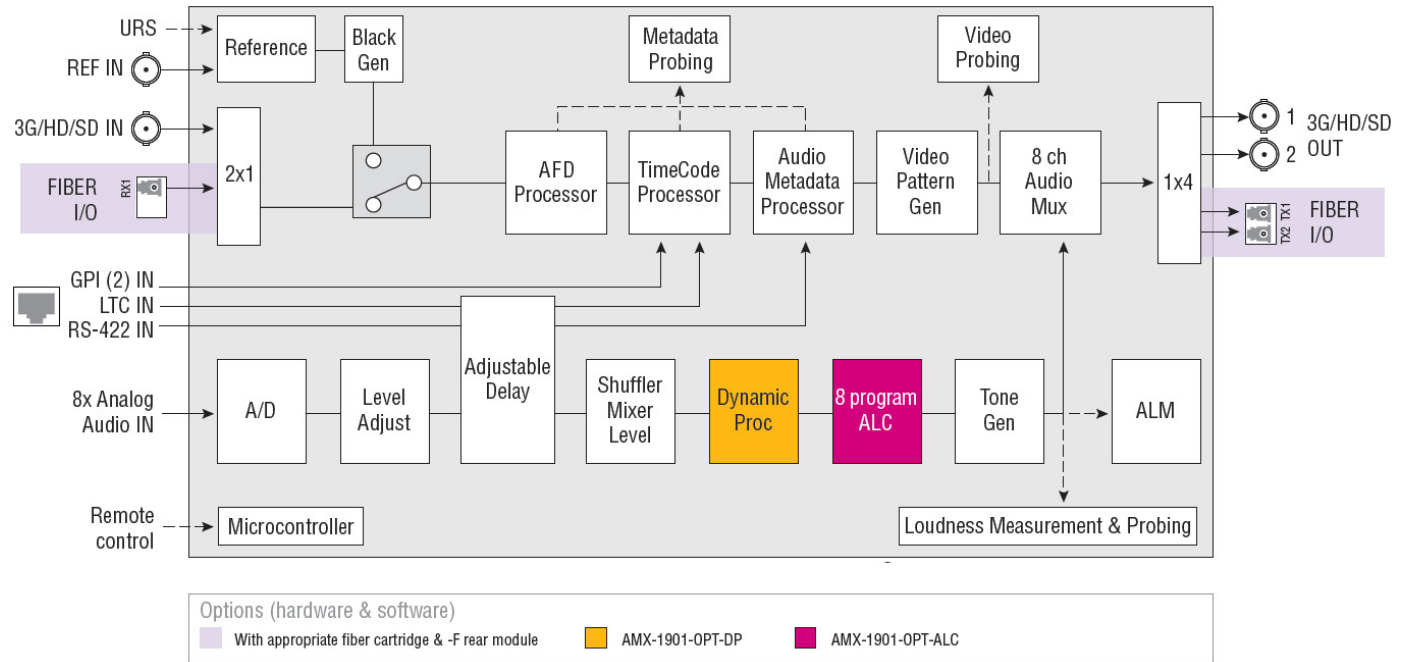 URS
REF IN
3G/HD/SD IN
FIBER
I/O
RX1
Reference
Black
Gen
Metadata
Probing
Video
Probing
2x1
AFD
Processor
TimeCode
Processor
Audio
Metadata
Processor
Video
Pattern
Gen
8 ch
Audio
Mux
1x4
1
2
3G/HD/SD
OUT
TX1
TX2
FIBER
I/O
GPI (2) IN
LTC IN
RS-422 IN
8x Analog
Audio IN
A/D
Level
Adjust
Adjustable
Delay
Shuffler
Mixer
Level
Dynamic
Proc
8 program
ALC
Tone
Gen
ALM
Remote
control
Microcontroller
Loudness Measurement & Probing
Options (hardware & software)
With appropriate fiber cartridge & -F rear module
AMX-1901-OPT-DP
AMX-1901-OPT-ALC